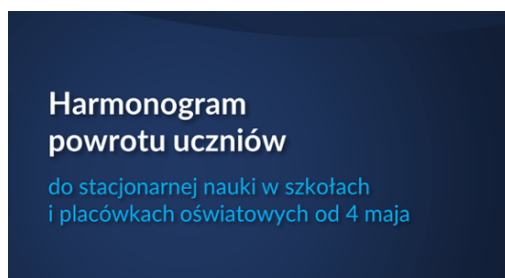 Harmonogram
powrotu uczniów
do stacjonarnej nauki w szkołach
i placówkach oświatowych od 4 maja